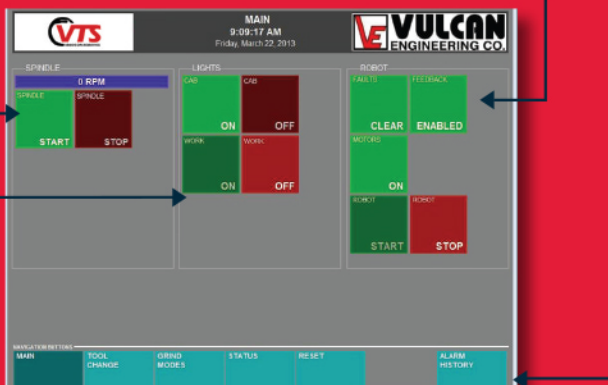 VTS
MAIN
9:09:17 AM
Friday, March 22, 2013
VE VULCAN
ENGINEERING CO.
SPINDLE
0 RPM
SPINDLE
START
SPINDLE
STOP
LIGHTS
CAB
ON
CAB
OFF
WORK
ON
WORK
OFF
ROBOT
FAULTS
CLEAR
FEEDBACK
ENABLED
MOTORS
ON
ROBOT
START
ROBOT
STOP
NAVIGATION BUTTONS
MAIN
TOOL
CHANGE
GRIND
MODES
STATUS
RESET
ALARM
HISTORY